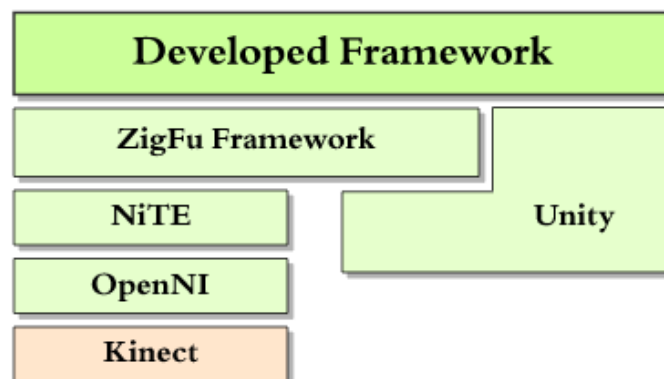 Developed Framework
ZigFu Framework
NiTE
Unity
OpenNI
Kinect